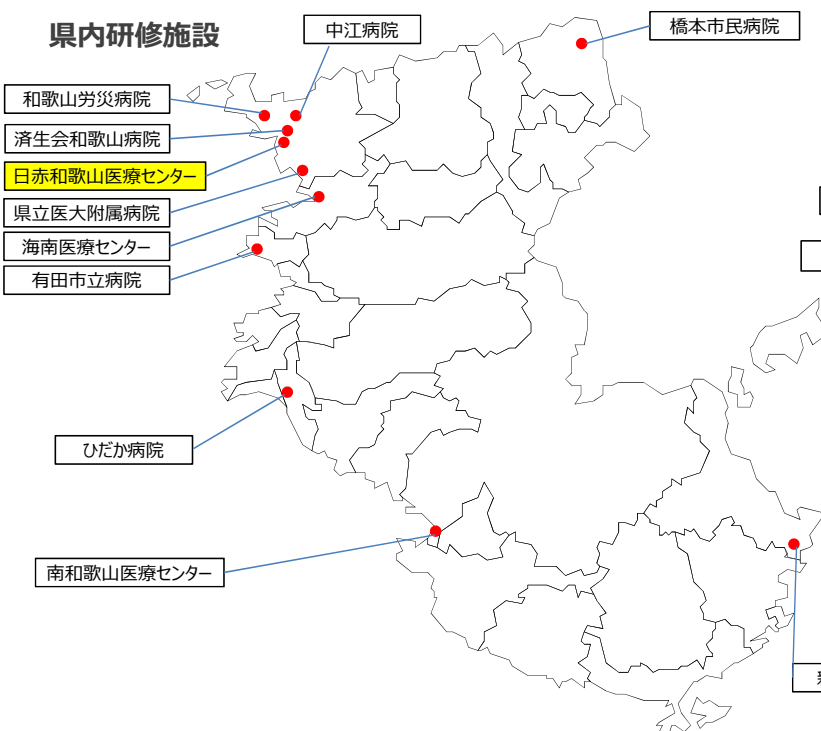 県内研修施設
中江病院
橋本市民病院
和歌山労災病院
済生会和歌山病院
日赤和歌山医療センター
県立医大附属病院
海南医療センター
有田市立病院
ひだか病院
南和歌山医療センター